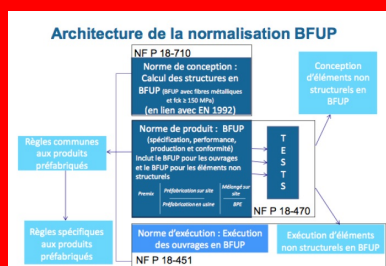 Architecture de la normalisation BFUP
NF P 18-710
Norme de conception :
Calcul des structures en
BFUP (BFUP avec fibres métalliques
et fck ≥ 150 MPa)
(en lien avec EN 1992)
Conception
d'éléments non
structurels en
BFUP
Norme de produit : BFUP
(spécification, performance,
production et conformité)
Inclut le BFUP pour les ouvrages
et le BFUP pour les éléments non
structurels
Premix
Préfabrication sur site
Préfabrication en usine
Mélangé sur
site
BPE
T
E
S
T
S
NF P 18-470
Règles communes
aux produits
préfabriqués
Règles spécifiques
aux produits
préfabriqués
Norme d'exécution : Exécution
des ouvrages en BFUP
NF P 18-451
Exécution d'éléments
non structurels en BFUP